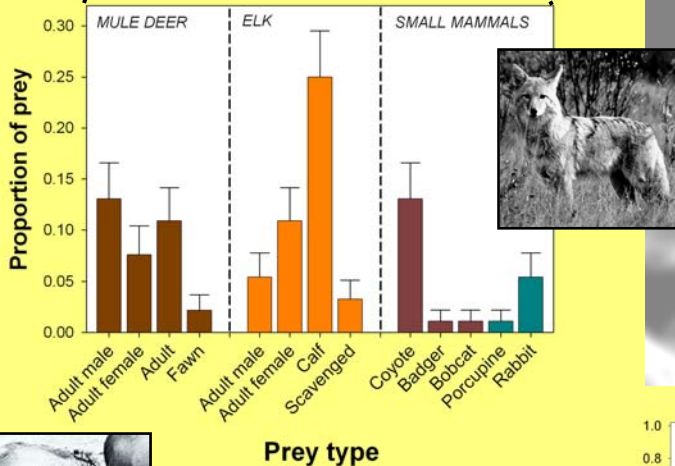 MULE DEER
ELK
SMALL MAMMALS
Proportion of prey
0.30
0.25
0.20
0.15
0.10
0.05
0.00
Adult male
Adult female
Adult
Fawn
Adult male
Adult female
Calf
Scavenged
Coyote
Badger
Bobcat
Porcupine
Rabbit
Prey type
1.0
0.8